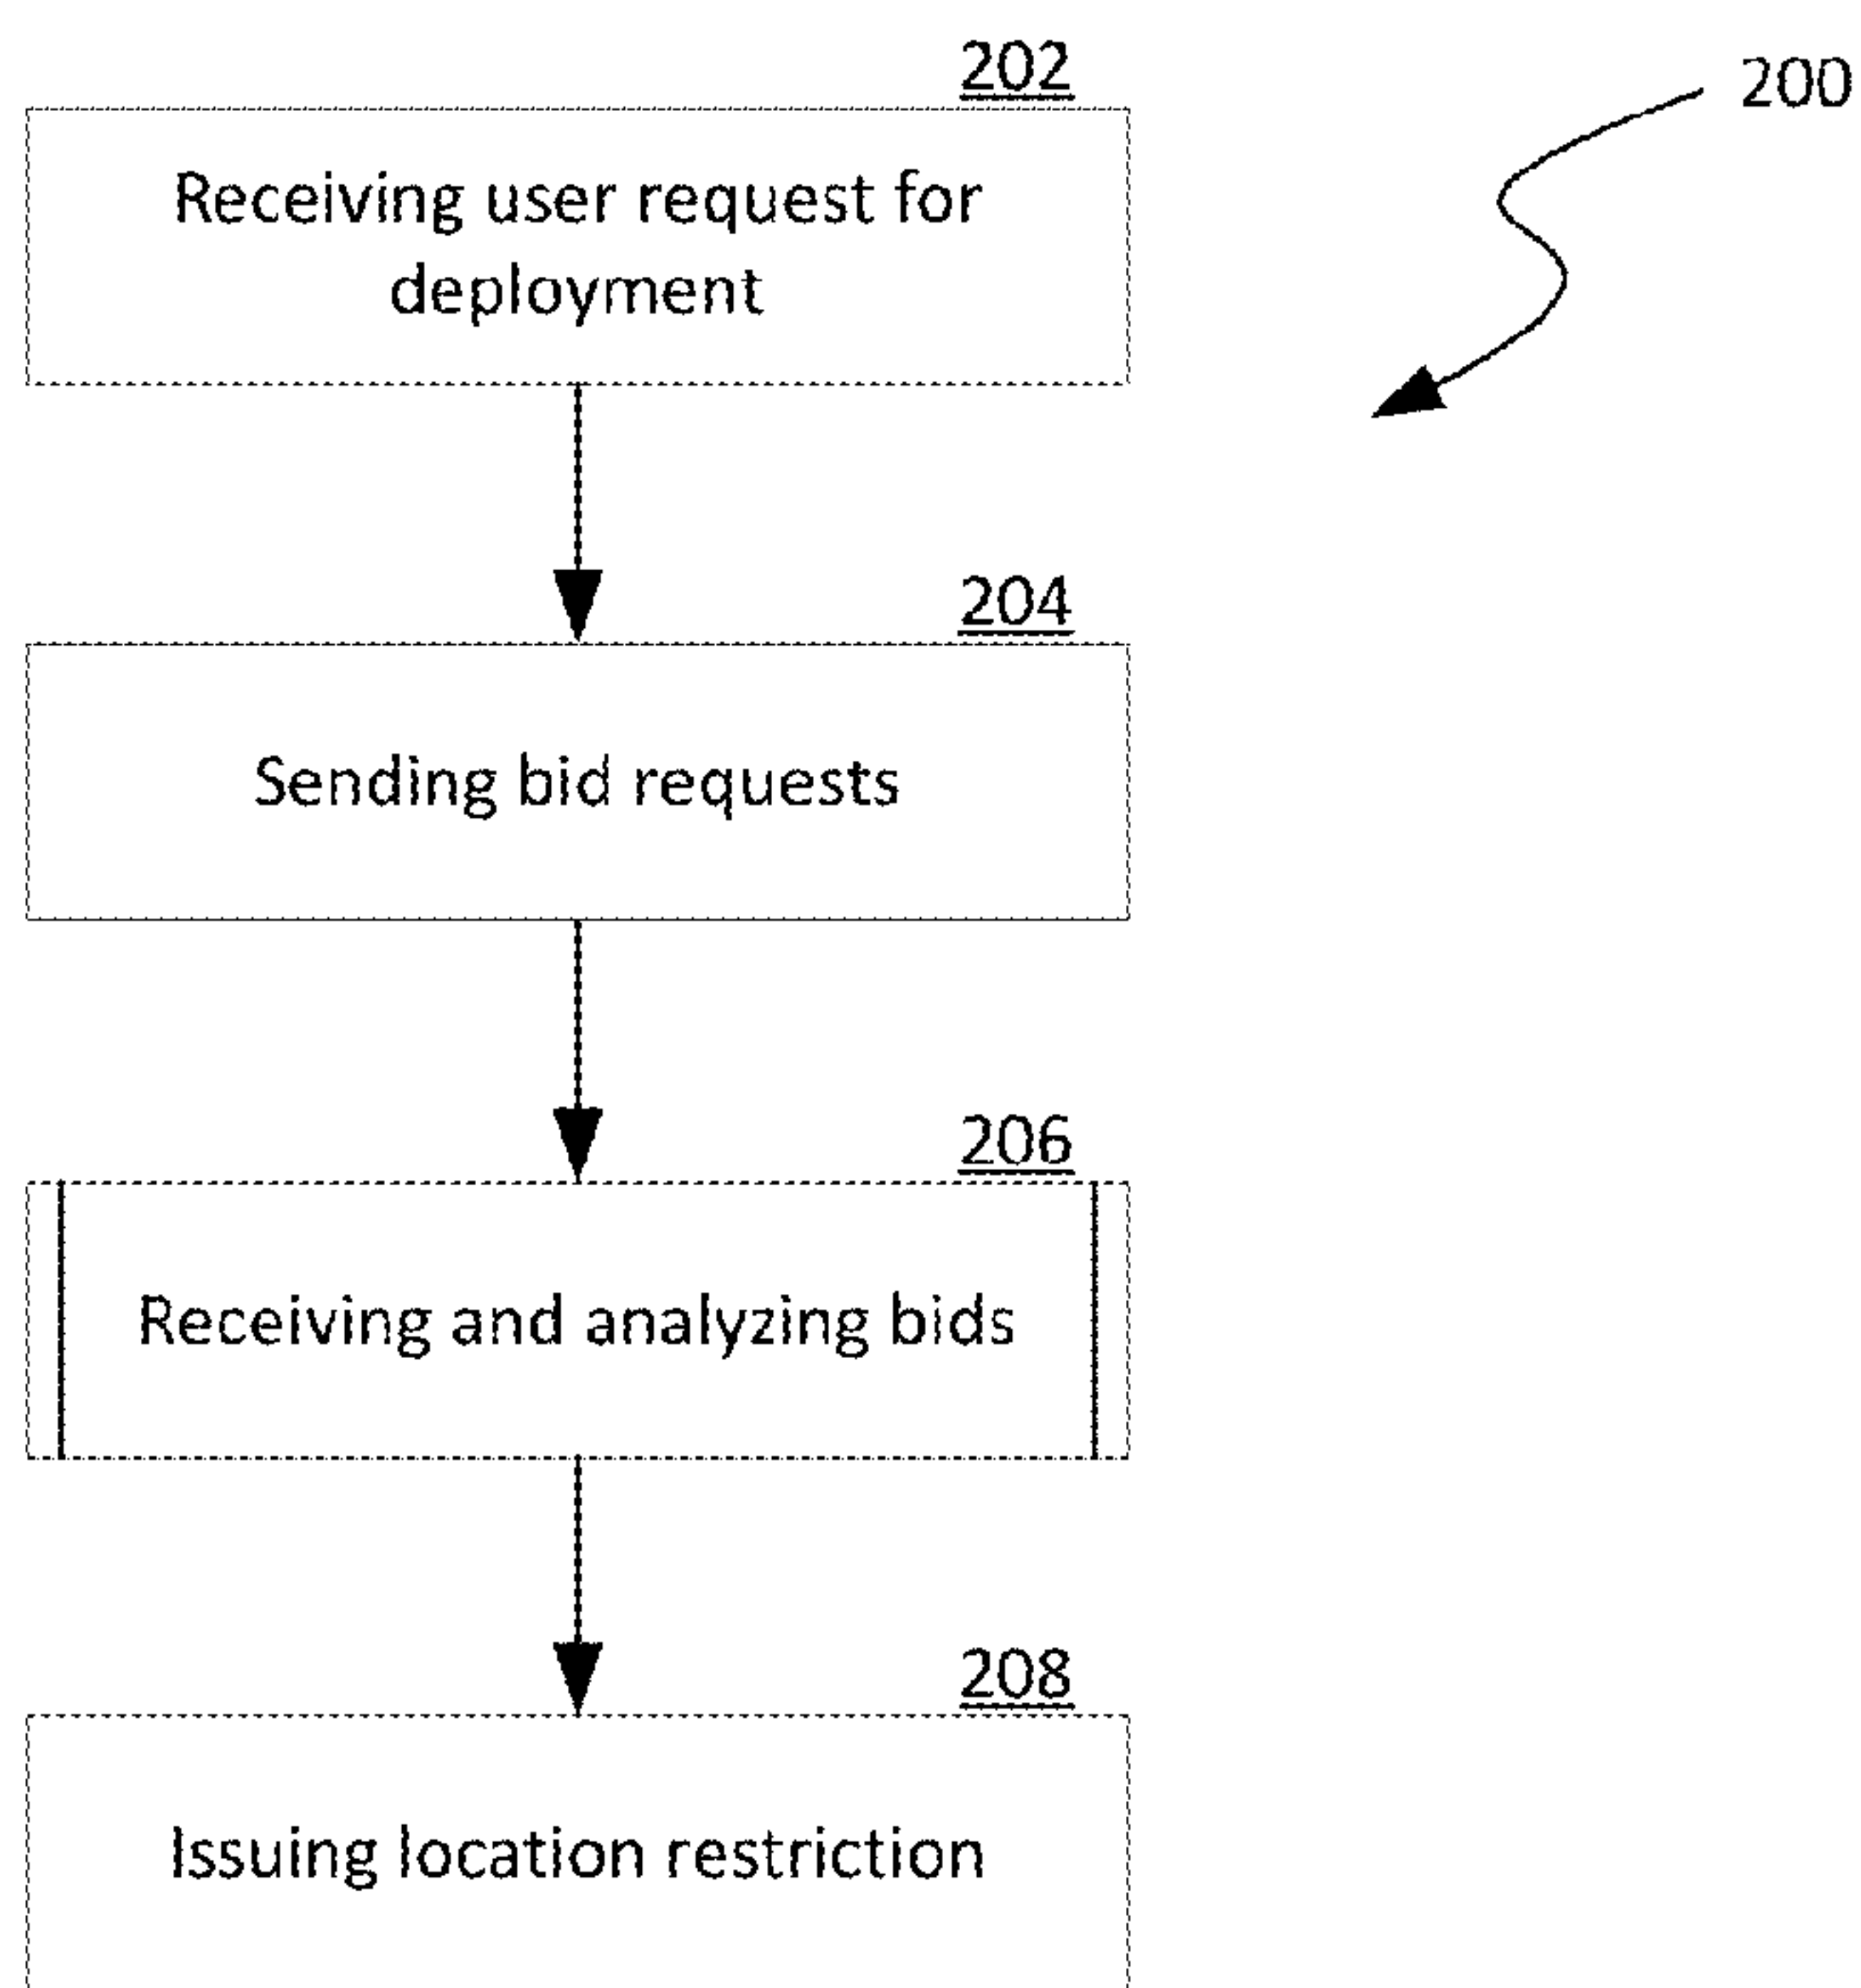 202
200
Receiving user request for
deployment
204
Sending bid requests
206
Receiving and analyzing bids
208
Issuing location restriction